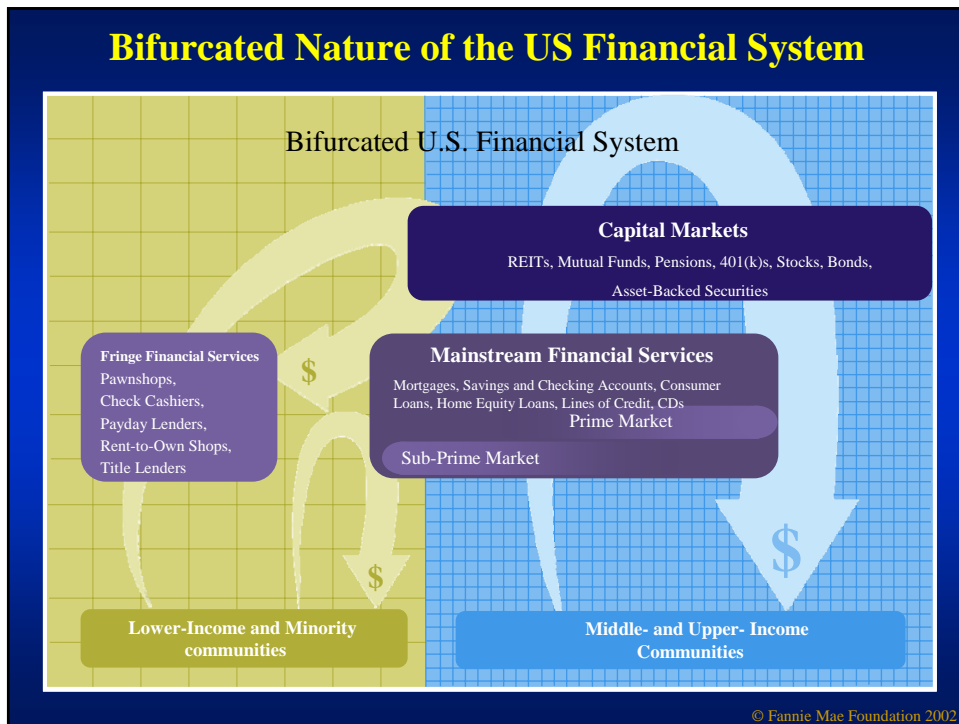 Bifurcated Nature of the US Financial System
Bifurcated U.S. Financial System
Capital Markets
REITs, Mutual Funds, Pensions, 401(k)s, Stocks, Bonds,
Asset-Backed Securities
Fringe Financial Services
Pawnshops,
Check Cashiers,
Payday Lenders,
Rent-to-Own Shops,
Title Lenders
$
Mainstream Financial Services
Mortgages, Savings and Checking Accounts, Consumer
Loans, Home Equity Loans, Lines of Credit, CDs
Prime Market
Sub-Prime Market
$
$
Lower-Income and Minority
communities
Middle- and Upper- Income
Communities
© Fannie Mae Foundation 2002